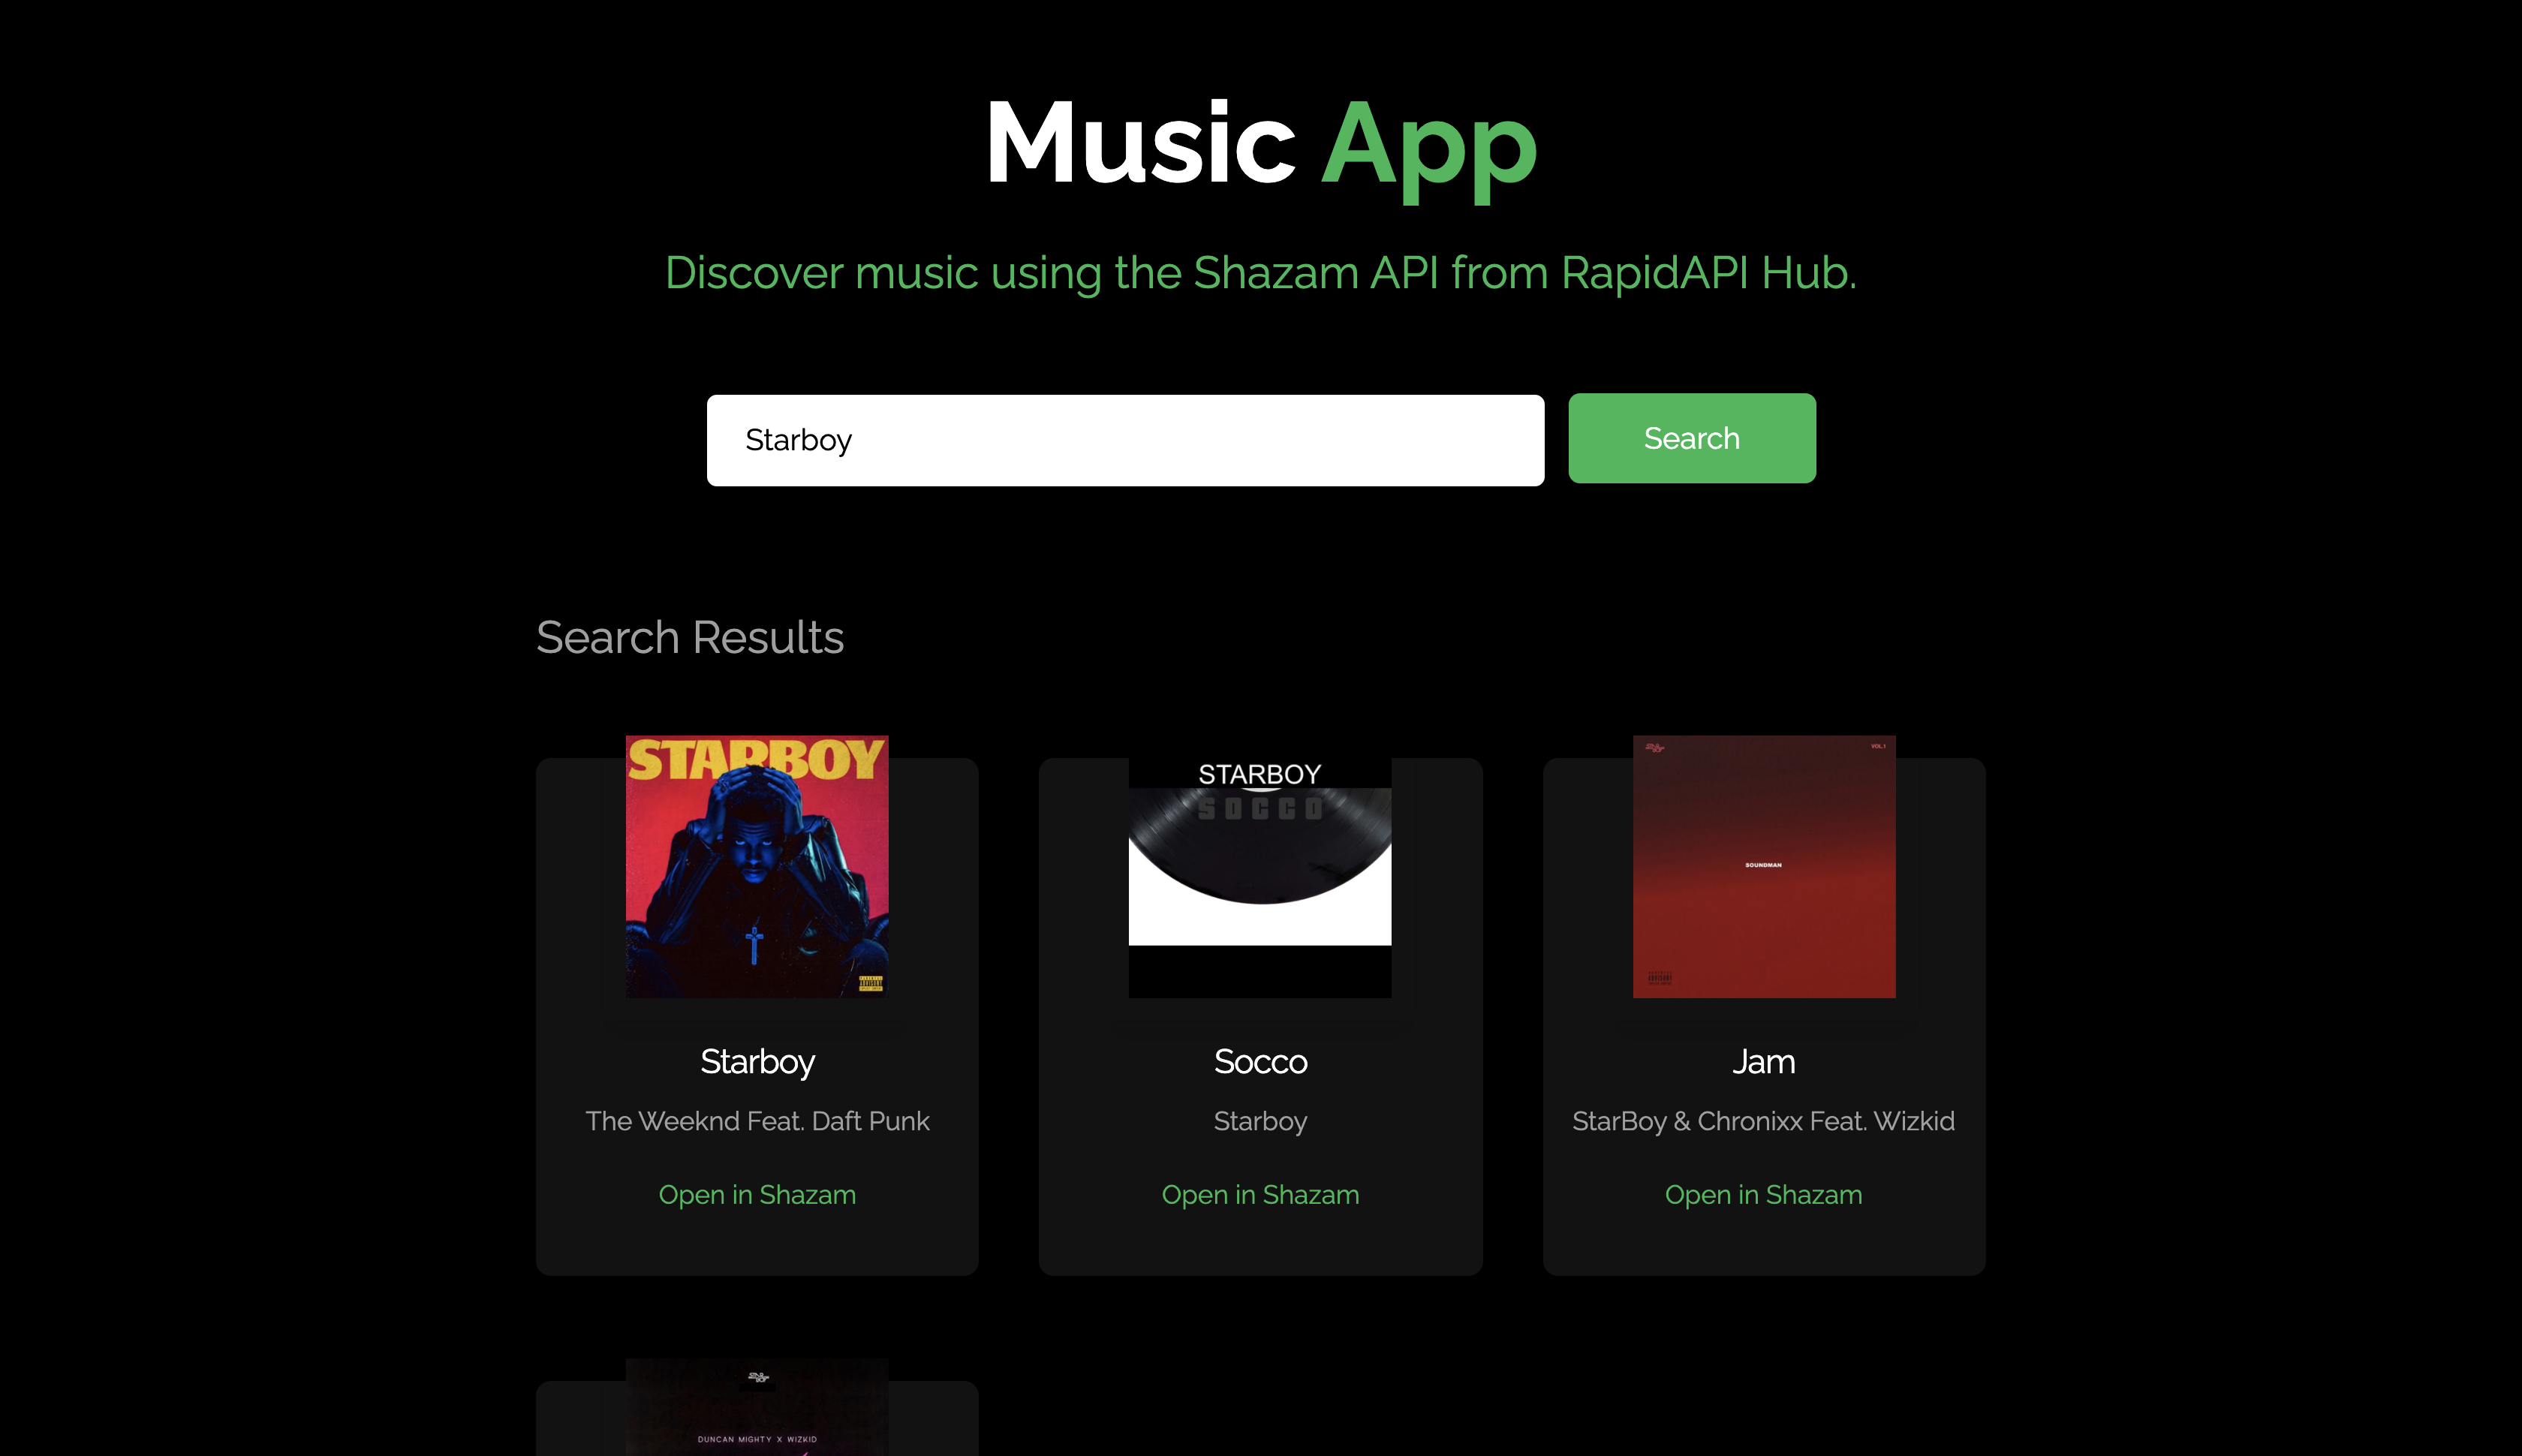 Music App
Discover music using the Shazam API from RapidAPI Hub.
Starboy
Search
Search Results
STARBOY
STARBOY
SOCCO
VOL.1
SOUNDMAN
Starboy
Socco
Jam
The Weeknd Feat. Daft Punk
Starboy
StarBoy & Chronixx Feat. Wizkid
Open in Shazam
Open in Shazam
Open in Shazam
DUNCAN MIGHTY X WIZKID